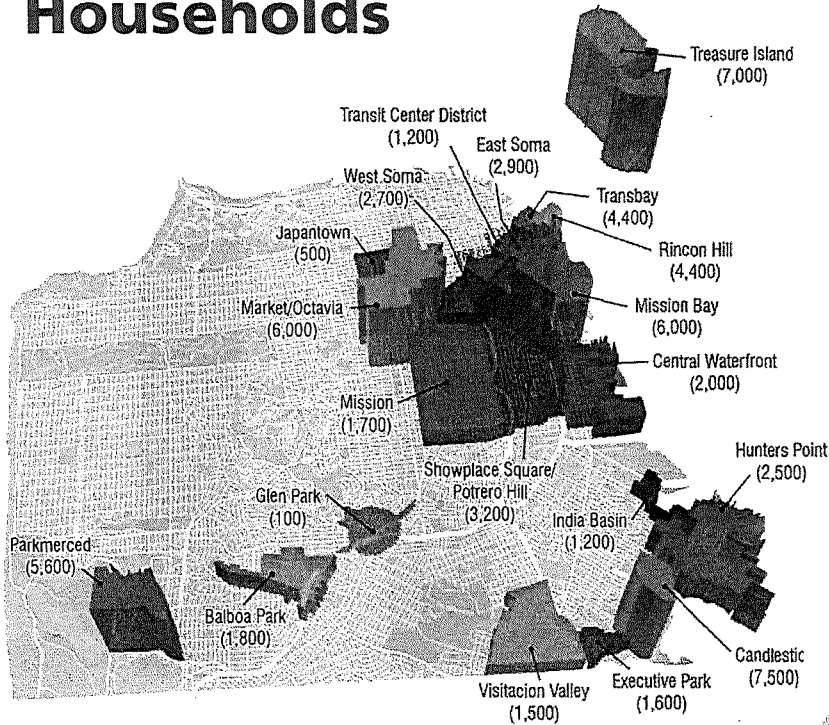 Households
Treasure Island
(7,000)
Transit Center District
(1,200)
East Soma
(2,900)
West Soma
(2,700)
Transbay
(4,400)
Japantown
(500)
Rincon Hill
(4,400)
Market/Octavia
(6,000)
Mission Bay
(6,000)
Central Waterfront
(2,000)
Mission
(1,700)
Hunters Point
(2,500)
Showplace Square/
Potrero Hill
(3,200)
Glen Park
(100)
India Basin
(1,200)
Parkmerced
(5,600)
Balboa Park
(1,800)
Candlestic
(7,500)
Executive Park
(1,600)
Visitacion Valley
(1,500)